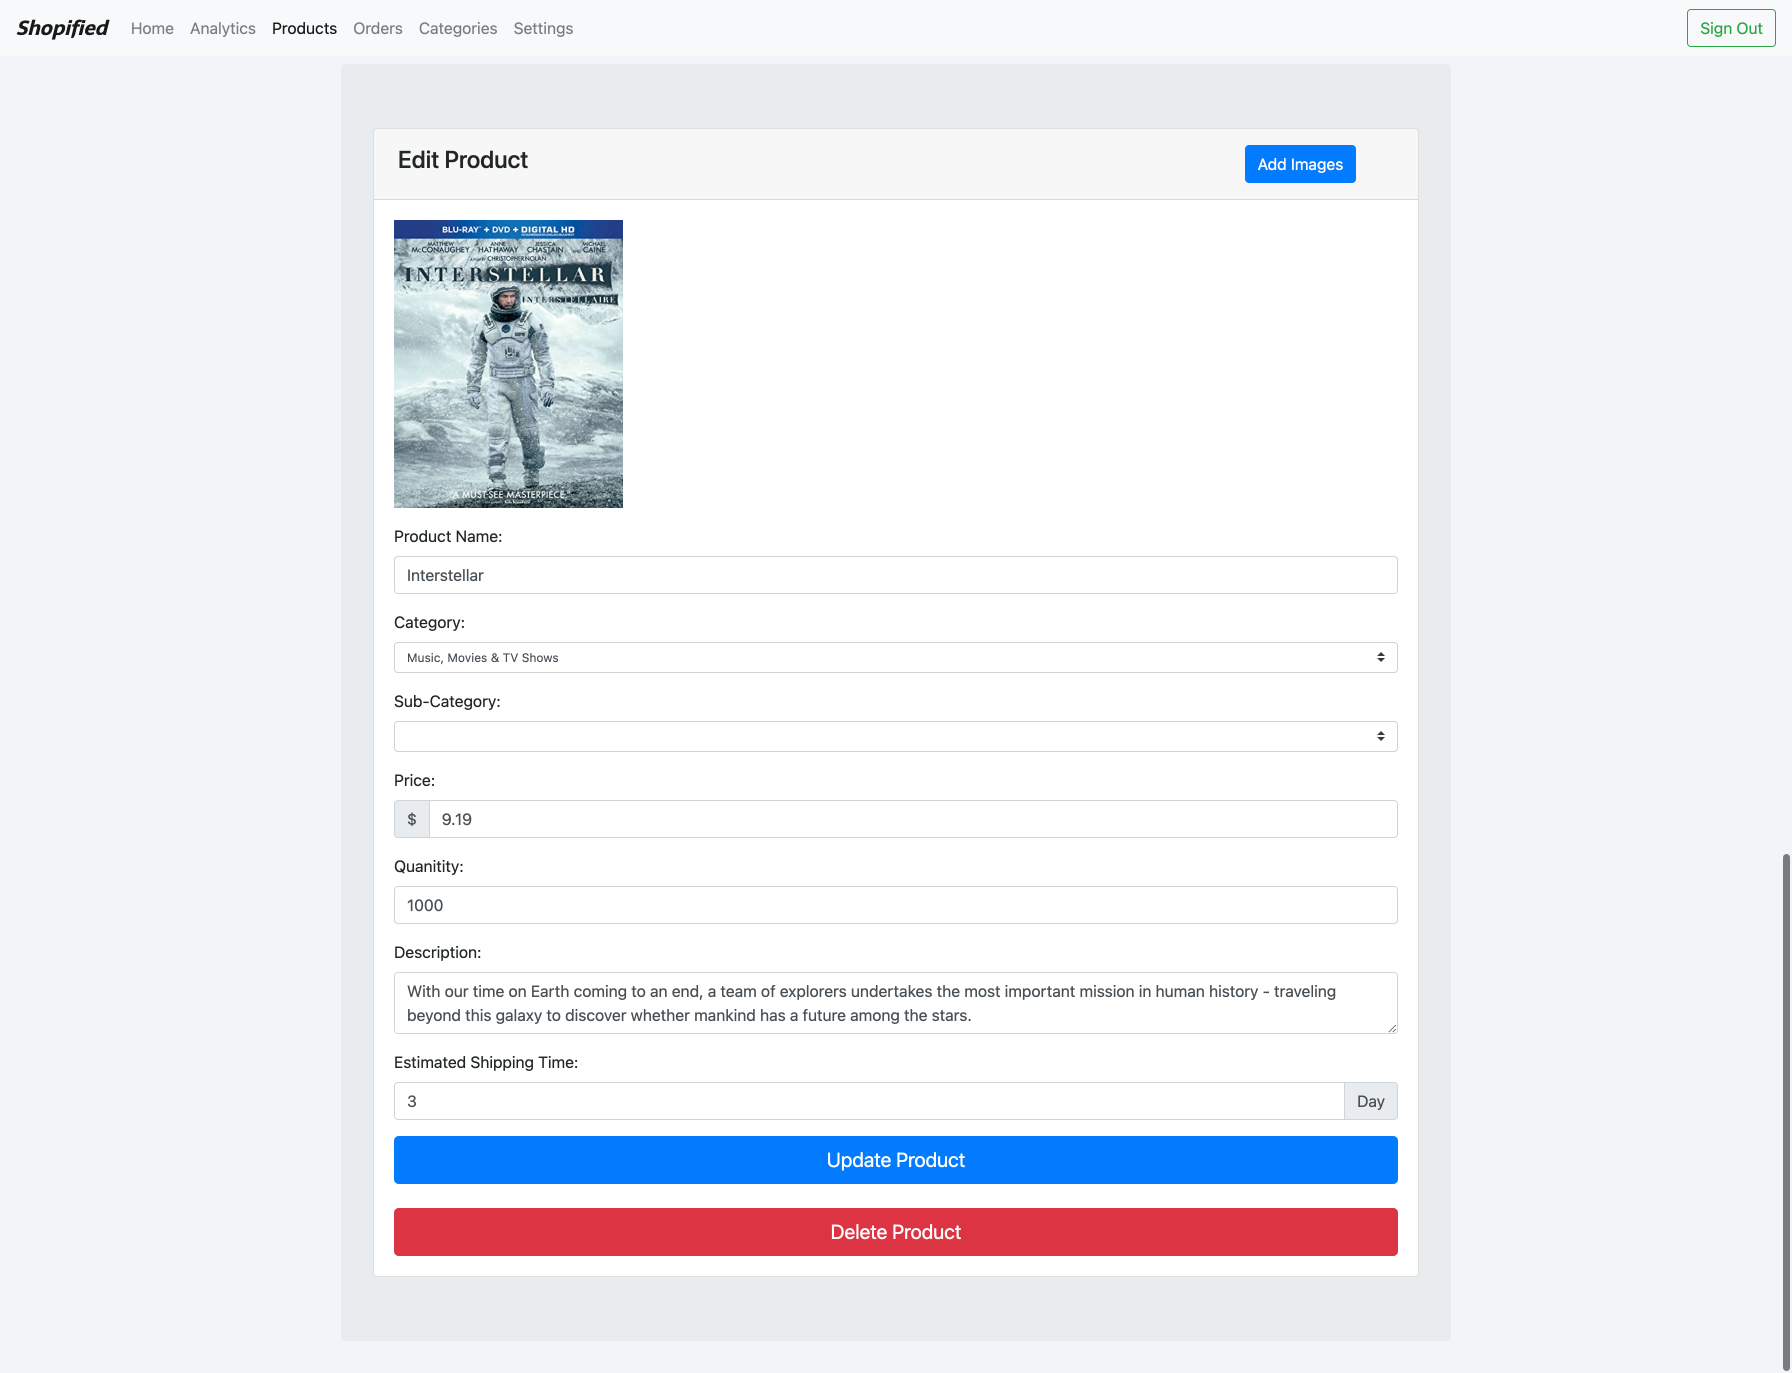 Shopified Home Analytics Products Orders Categories Settings Sign Out
Edit Product Add Images
BLU-RAY + DVD + DIGITAL HD
MATTHEW ANNE JESSICA MICHAEL
McCONAUGHEY HATHAWAY CHASTAIN CAINE
CHRISTOPHER NOLAN
INTERSTELLAR
INTERSTELLAIRE
"A MUST-SEE MASTERPIECE."
Product Name:
Interstellar
Category:
Music, Movies & TV Shows
Sub-Category:
Price:
$ 9.19
Quanitity:
1000
Description:
With our time on Earth coming to an end, a team of explorers undertakes the most important mission in human history - traveling
beyond this galaxy to discover whether mankind has a future among the stars.
Estimated Shipping Time:
3 Day
Update Product
Delete Product